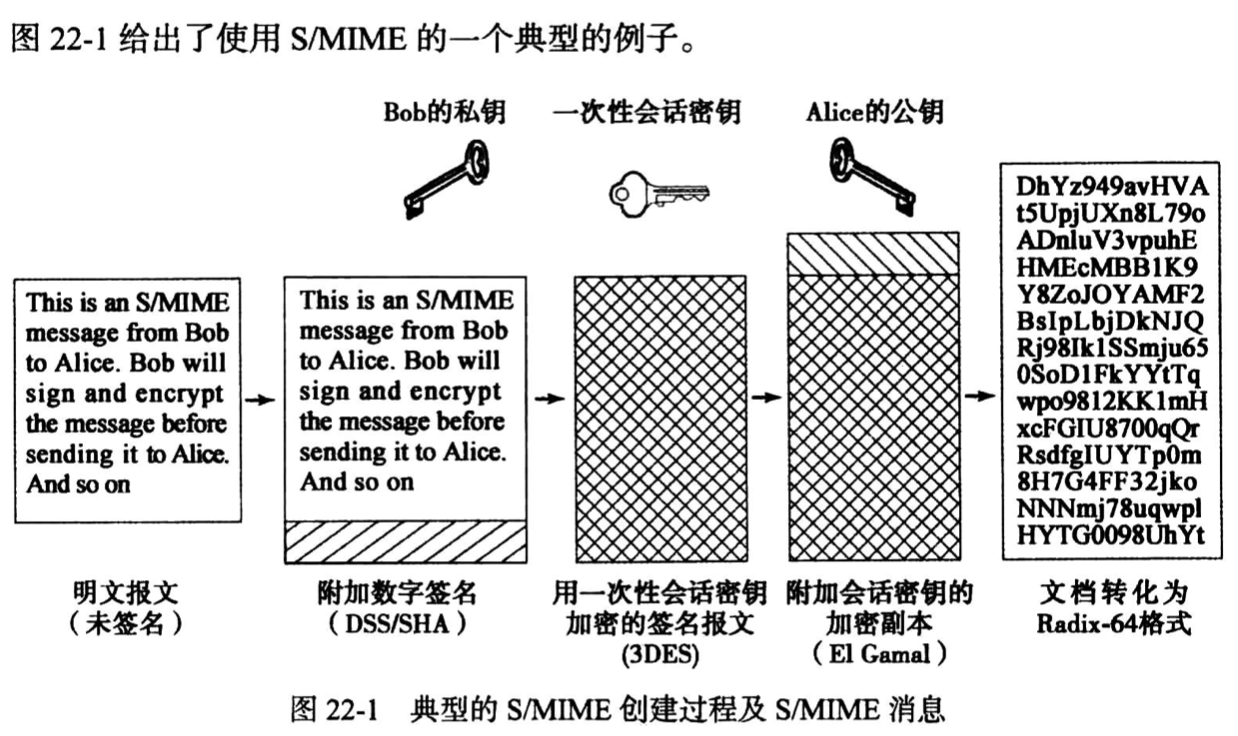 图 22-1 给出了使用 S/MIME 的一个典型的例子。
Bob的私钥
一次性会话密钥
Alice的公钥
This is an S/MIME
message from Bob
to Alice. Bob will
sign and encrypt
the message before
sending it to Alice.
And so on
This is an S/MIME
message from Bob
to Alice. Bob will
sign and encrypt
the message before
sending it to Alice.
And so on
DhYz949avHVA
t5UpjUXn8L79o
ADnluV3vpuhE
HMEcMBB1K9
Y8ZoJOYAMF2
BsIpLbjDkNJQ
Rj98Ik1SSmju65
0SoD1FkYYtTq
wpo9812KK1mH
xcFGIU8700qQr
RsdfgIUYTp0m
8H7G4FF32jko
NNNmj78uqwpl
HYTG0098UhYt
明文报文
（未签名）
附加数字签名
（DSS/SHA）
用一次性会话密钥
加密的签名报文
(3DES)
附加会话密钥的
加密副本
（El Gamal）
文档转化为
Radix-64格式
图 22-1 典型的 S/MIME 创建过程及 S/MIME 消息